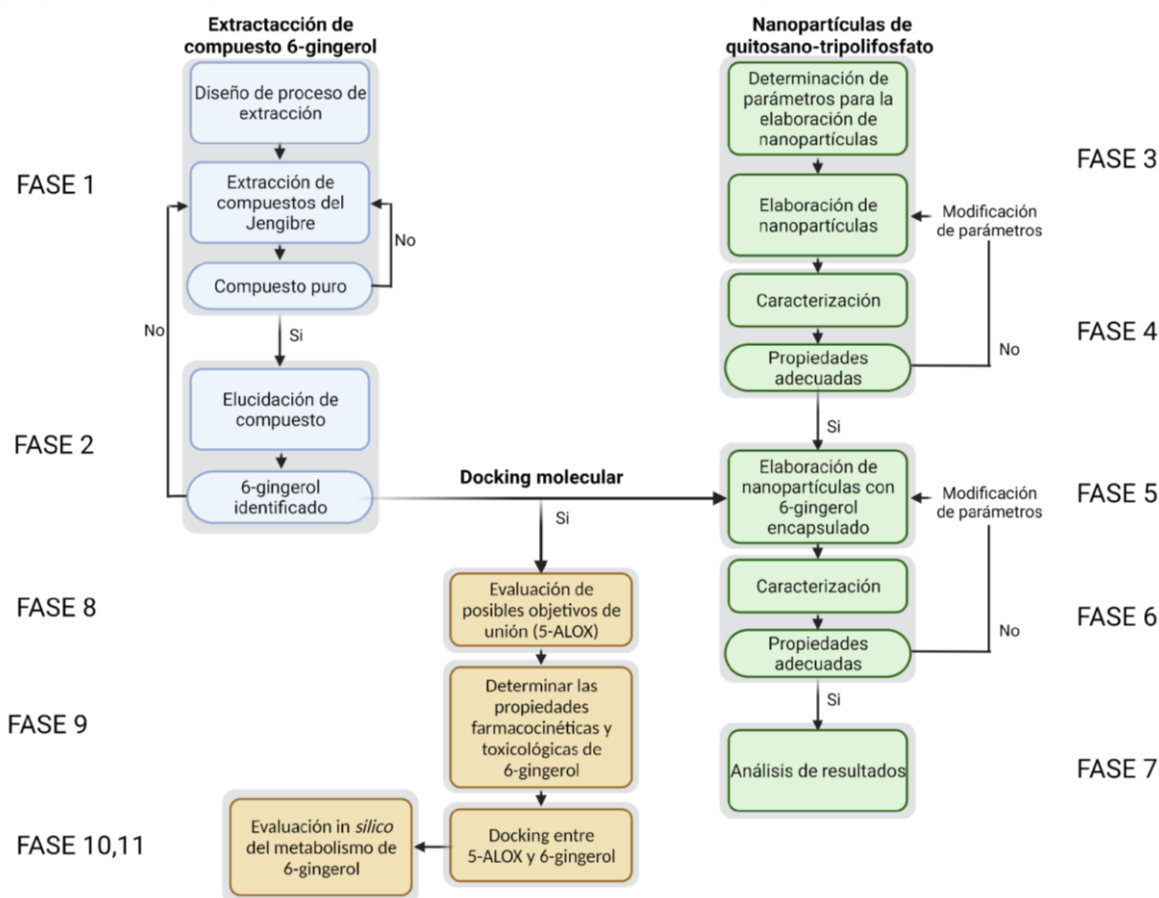 Extractacción de
compuesto 6-gingerol
Diseño de proceso de
extracción
FASE 1
Extracción de
compuestos del
Jengibre
No
Compuesto puro
No
Si
Elucidación de
compuesto
FASE 2
6-gingerol
identificado
Docking molecular
Si
Nanopartículas de
quitosano-tripolifosfato
Determinación de
parámetros para la
elaboración de
nanopartículas
FASE 3
Elaboración de
nanopartículas
Modificación
de parámetros
Caracterización
FASE 4
No
Propiedades
adecuadas
Si
Elaboración de
nanopartículas con
6-gingerol
encapsulado
Modificación
de parámetros
FASE 5
Caracterización
FASE 6
No
Propiedades
adecuadas
Si
Análisis de resultados
FASE 7
FASE 8
Evaluación de
posibles objetivos de
unión (5-ALOX)
FASE 9
Determinar las
propiedades
farmacocinéticas y
toxicológicas de
6-gingerol
FASE 10,11
Docking entre
5-ALOX y 6-gingerol
Evaluación in silico
del metabolismo de
6-gingerol